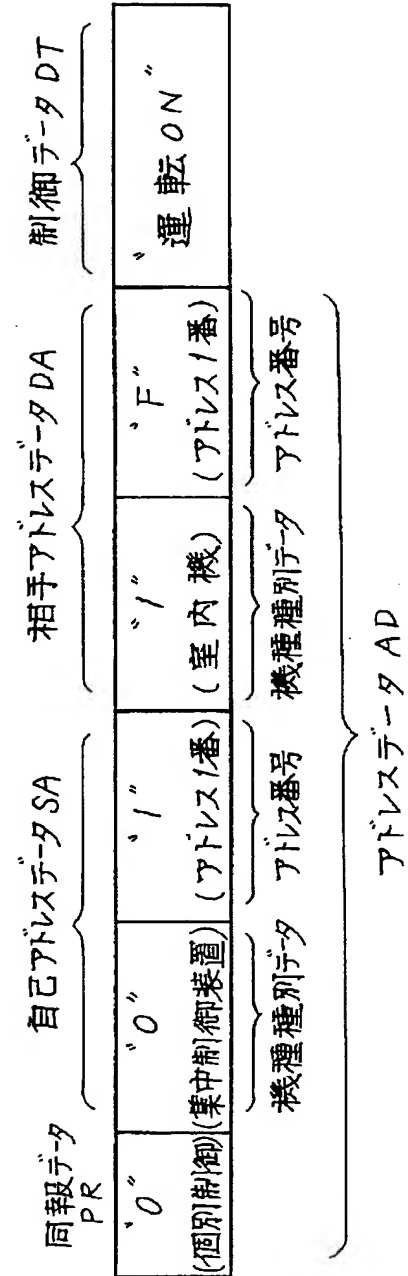 同報データ
PR
自己アドレスデータSA
相手アドレスデータDA
制御データDT
"0"
(個別制御)
"0"
(集中制御装置)
"1"
(アドレス1番)
"1"
(室内機)
"F"
(アドレス1番)
"運転ON"
機種種別データ
アドレス番号
機種種別データ
アドレス番号
アドレスデータAD